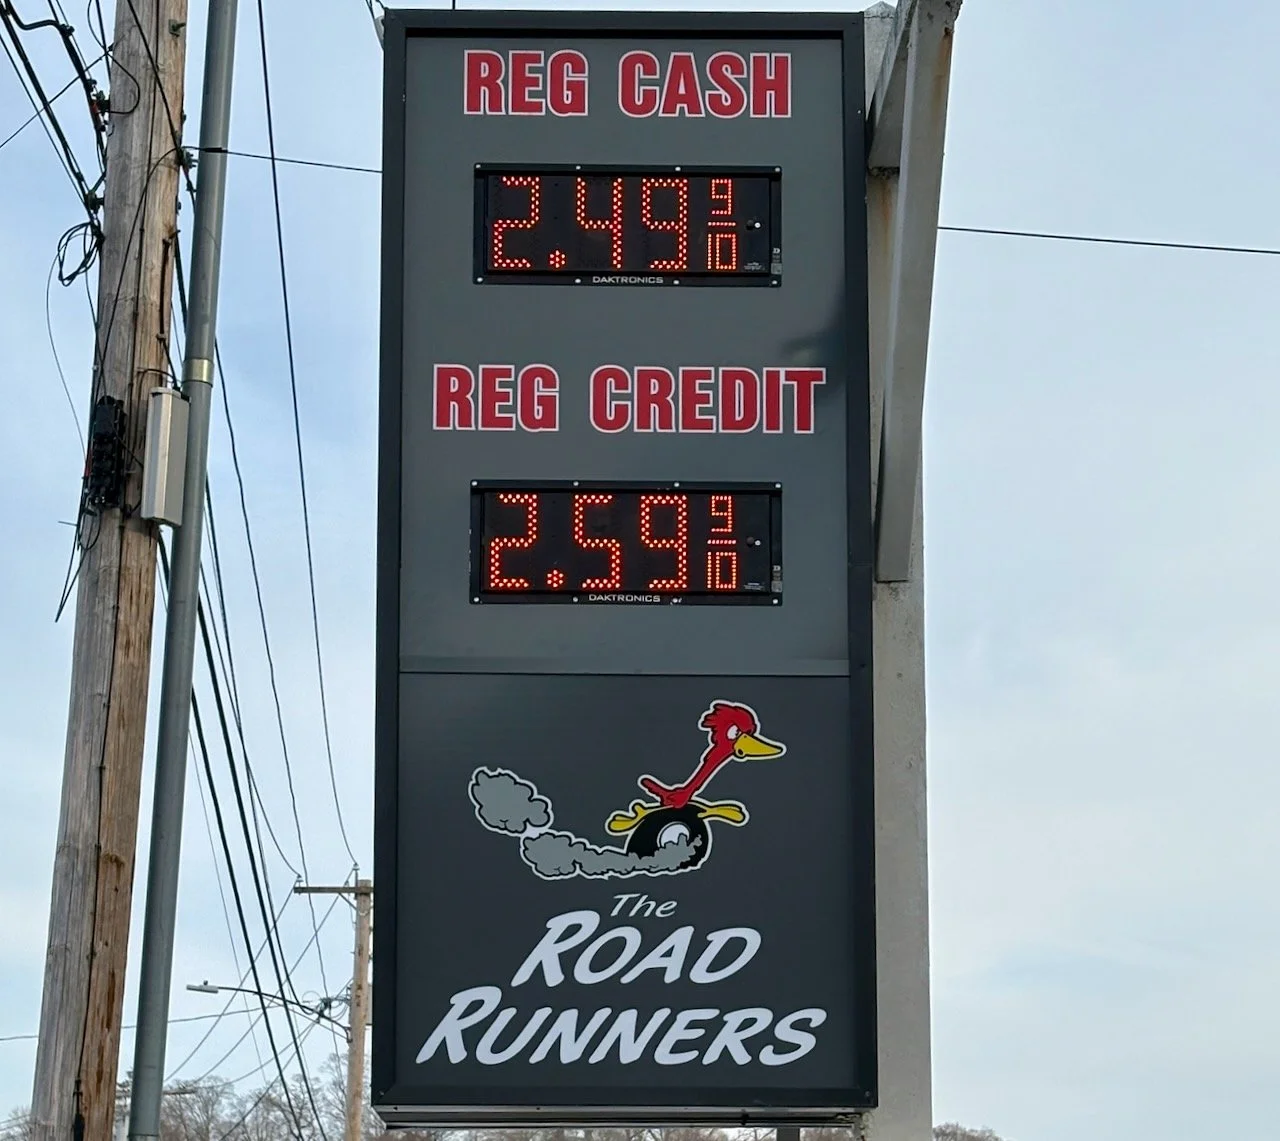 REG CASH
2.49 9/10
DAKTRONICS
REG CREDIT
2.59 9/10
DAKTRONICS
The
ROAD
RUNNERS